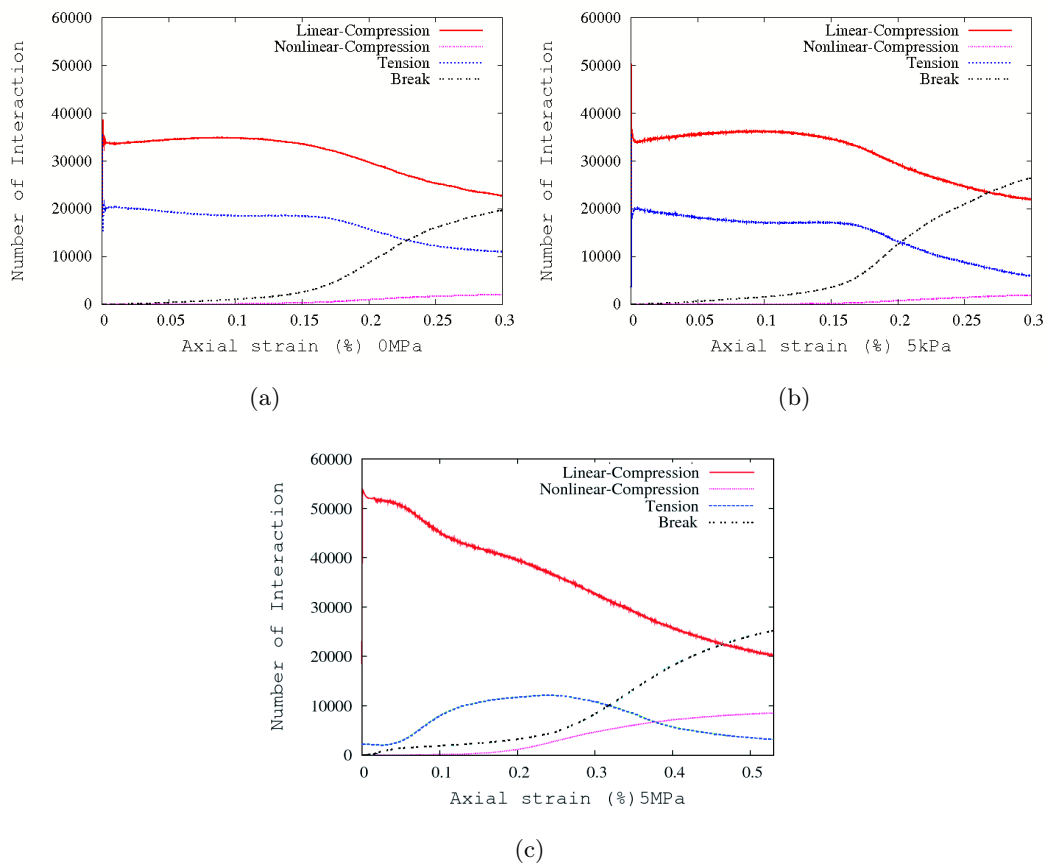 60000
50000
40000
30000
20000
10000
0
Number of Interaction
Linear-Compression
Nonlinear-Compression
Tension
Break
0 0.05 0.1 0.15 0.2 0.25 0.3
Axial strain (%) 0MPa
(a)
60000
50000
40000
30000
20000
10000
0
Number of Interaction
Linear-Compression
Nonlinear-Compression
Tension
Break
0 0.05 0.1 0.15 0.2 0.25 0.3
Axial strain (%) 5kPa
(b)
60000
50000
40000
30000
20000
10000
0
Number of Interaction
Linear-Compression
Nonlinear-Compression
Tension
Break
0 0.1 0.2 0.3 0.4 0.5
Axial strain (%)5MPa
(c)